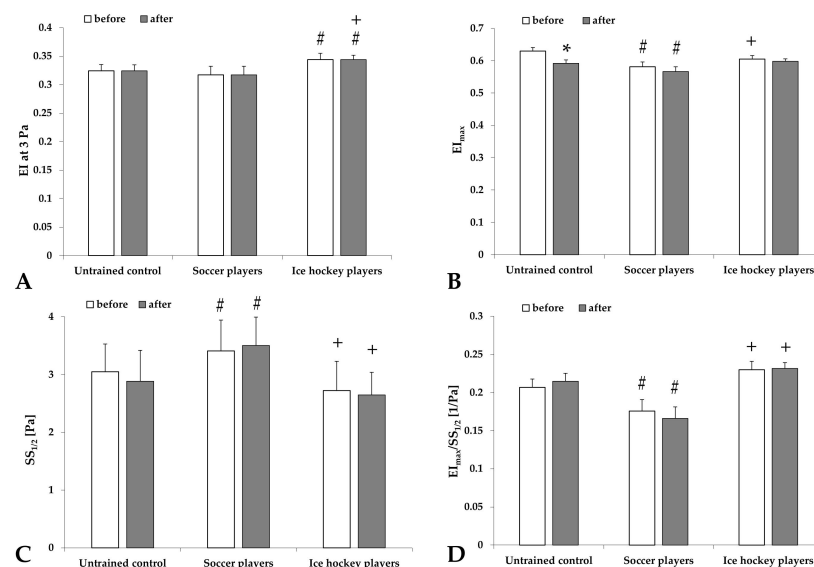 before after
EI at 3 Pa
0.4
0.35
0.3
0.25
0.2
0.15
0.1
0.05
0
# + #
Untrained control Soccer players Ice hockey players
A
before after
EImax
0.7
0.6
0.5
0.4
0.3
0.2
0.1
0
* # # +
Untrained control Soccer players Ice hockey players
B
before after
SS1/2 [Pa]
4
3
2
1
0
# # + +
Untrained control Soccer players Ice hockey players
C
before after
EImax/SS1/2 [1/Pa]
0.3
0.25
0.2
0.15
0.1
0.05
0
# # + +
Untrained control Soccer players Ice hockey players
D